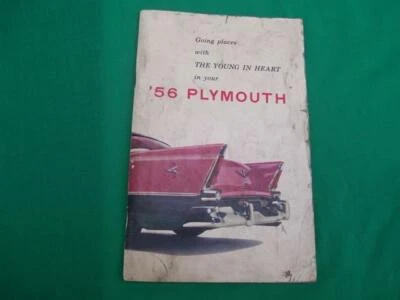 Going places
with
THE YOUNG IN HEART
in your
'56 PLYMOUTH